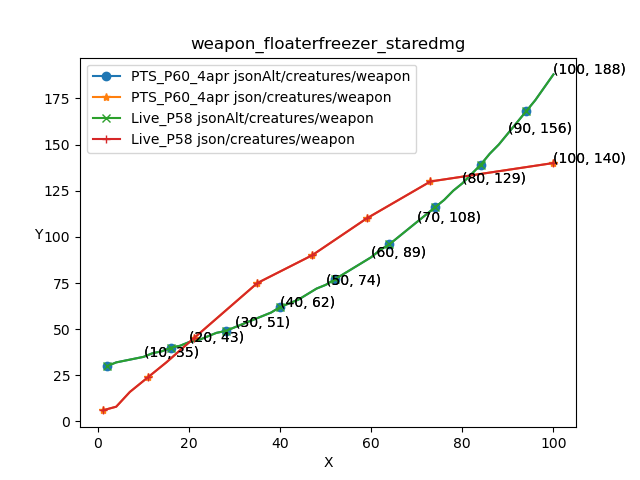 weapon_floaterfreezer_staredmg
PTS_P60_4apr jsonAlt/creatures/weapon
PTS_P60_4apr json/creatures/weapon
Live_P58 jsonAlt/creatures/weapon
Live_P58 json/creatures/weapon
(100, 188)
(90, 156)
(100, 140)
(80, 129)
(70, 108)
(60, 89)
(50, 74)
(40, 62)
(30, 51)
(20, 43)
(10, 35)
175
150
125
100
75
50
25
0
Y
0 20 40 60 80 100
X